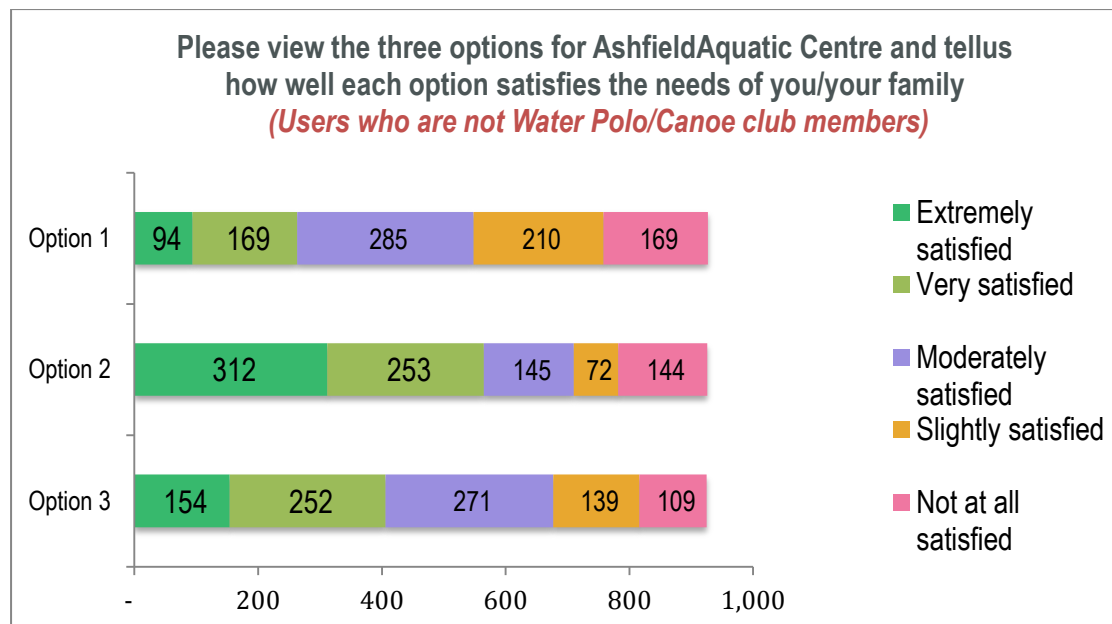 Please view the three options for AshfieldAquatic Centre and tellus
how well each option satisfies the needs of you/your family
(Users who are not Water Polo/Canoe club members)
Option 1
94
169
285
210
169
Option 2
312
253
145
72
144
Option 3
154
252
271
139
109
-
200
400
600
800
1,000
Extremely
satisfied
Very satisfied
Moderately
satisfied
Slightly satisfied
Not at all
satisfied